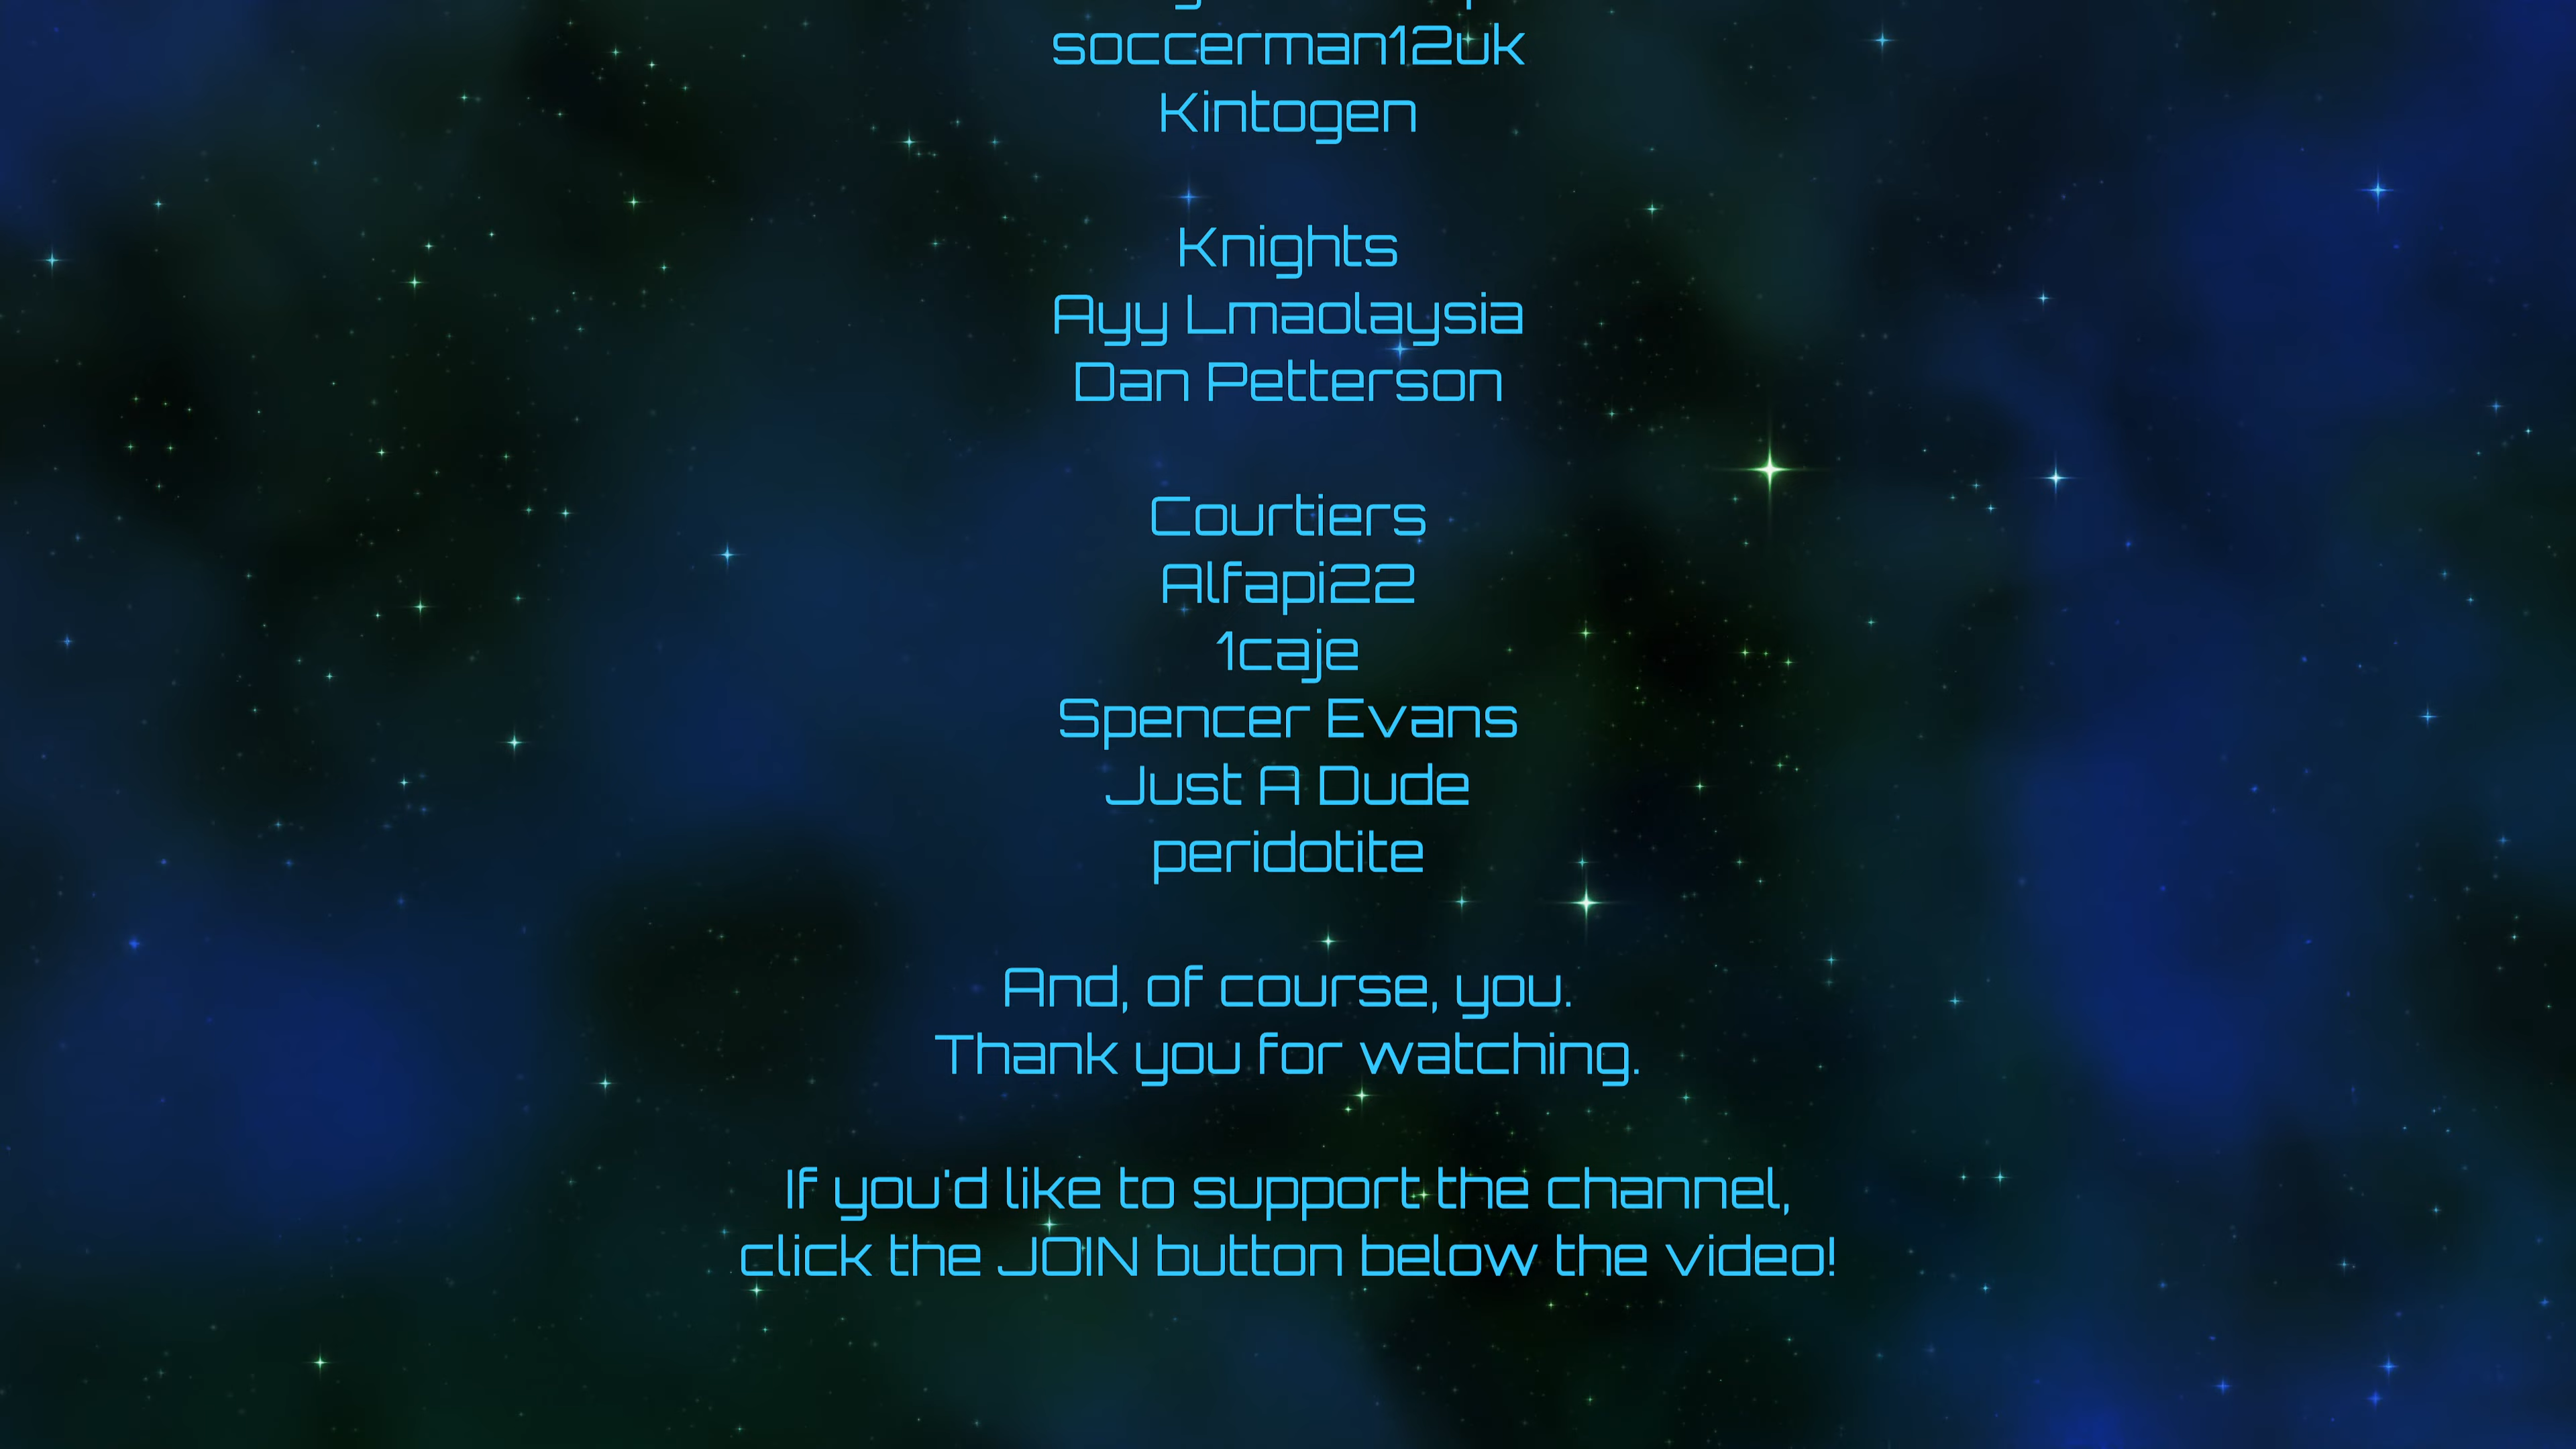 soccerman12uk
Kintogen
Knights
Ayy Lmaolaysia
Dan Petterson
Courtiers
Alfapi22
1caje
Spencer Evans
Just A Dude
peridotite
And, of course, you.
Thank you for watching.
If you'd like to support the channel,
click the JOIN button below the video!